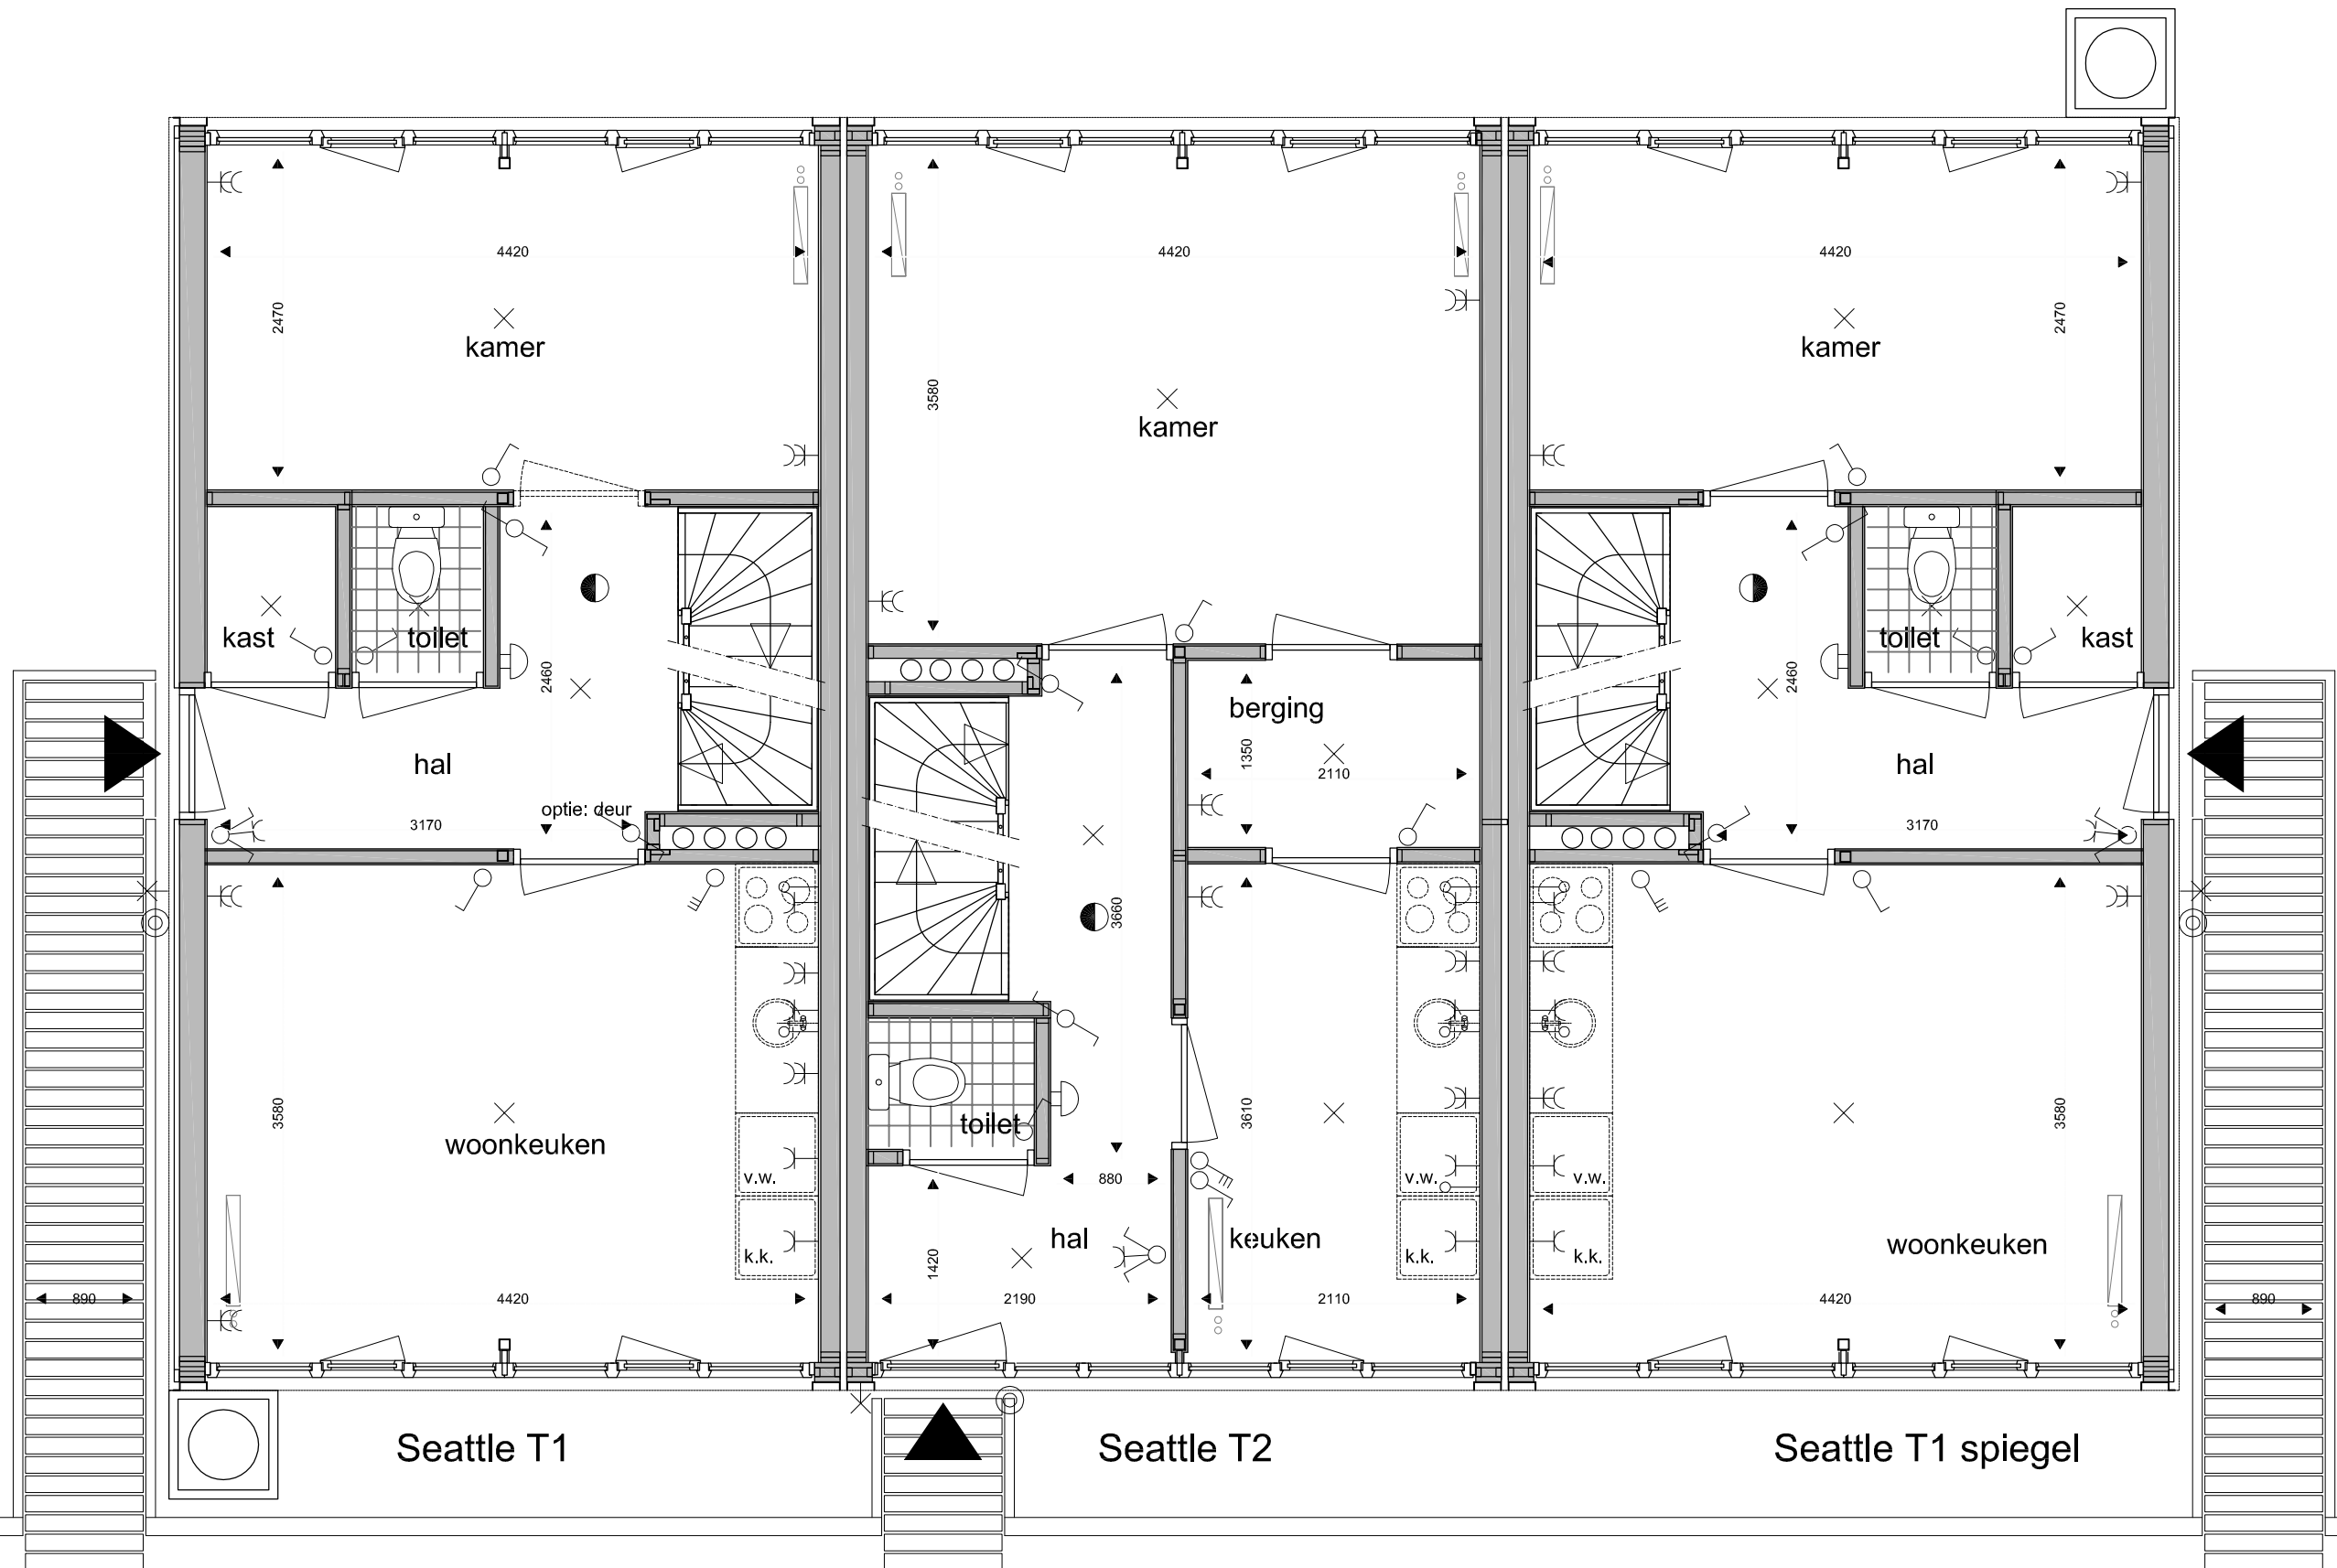 4420
4420
4420
2470
2470
kamer
kamer
3580
kamer
kast
toilet
toilet
kast
2460
2460
berging
hal
1350
2110
hal
optie: deur
3170
3170
3660
3580
3610
3580
woonkeuken
toilet
v.w.
880
v.w.
v.w.
hal
keuken
woonkeuken
k.k.
1420
k.k.
k.k.
890
4420
2190
2110
4420
890
Seattle T1
Seattle T2
Seattle T1 spiegel